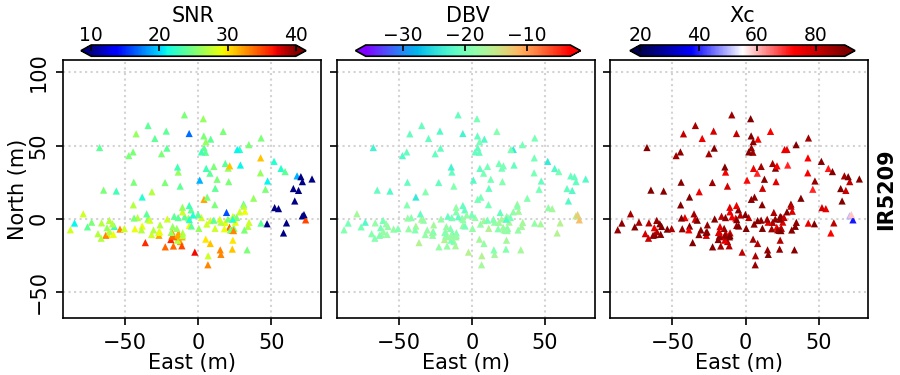 SNR DBV Xc
10 20 30 40 −30 −20 −10 20 40 60 80
100
50
0
−50
North (m)
IR5209
−50 0 50 −50 0 50 −50 0 50
East (m) East (m) East (m)